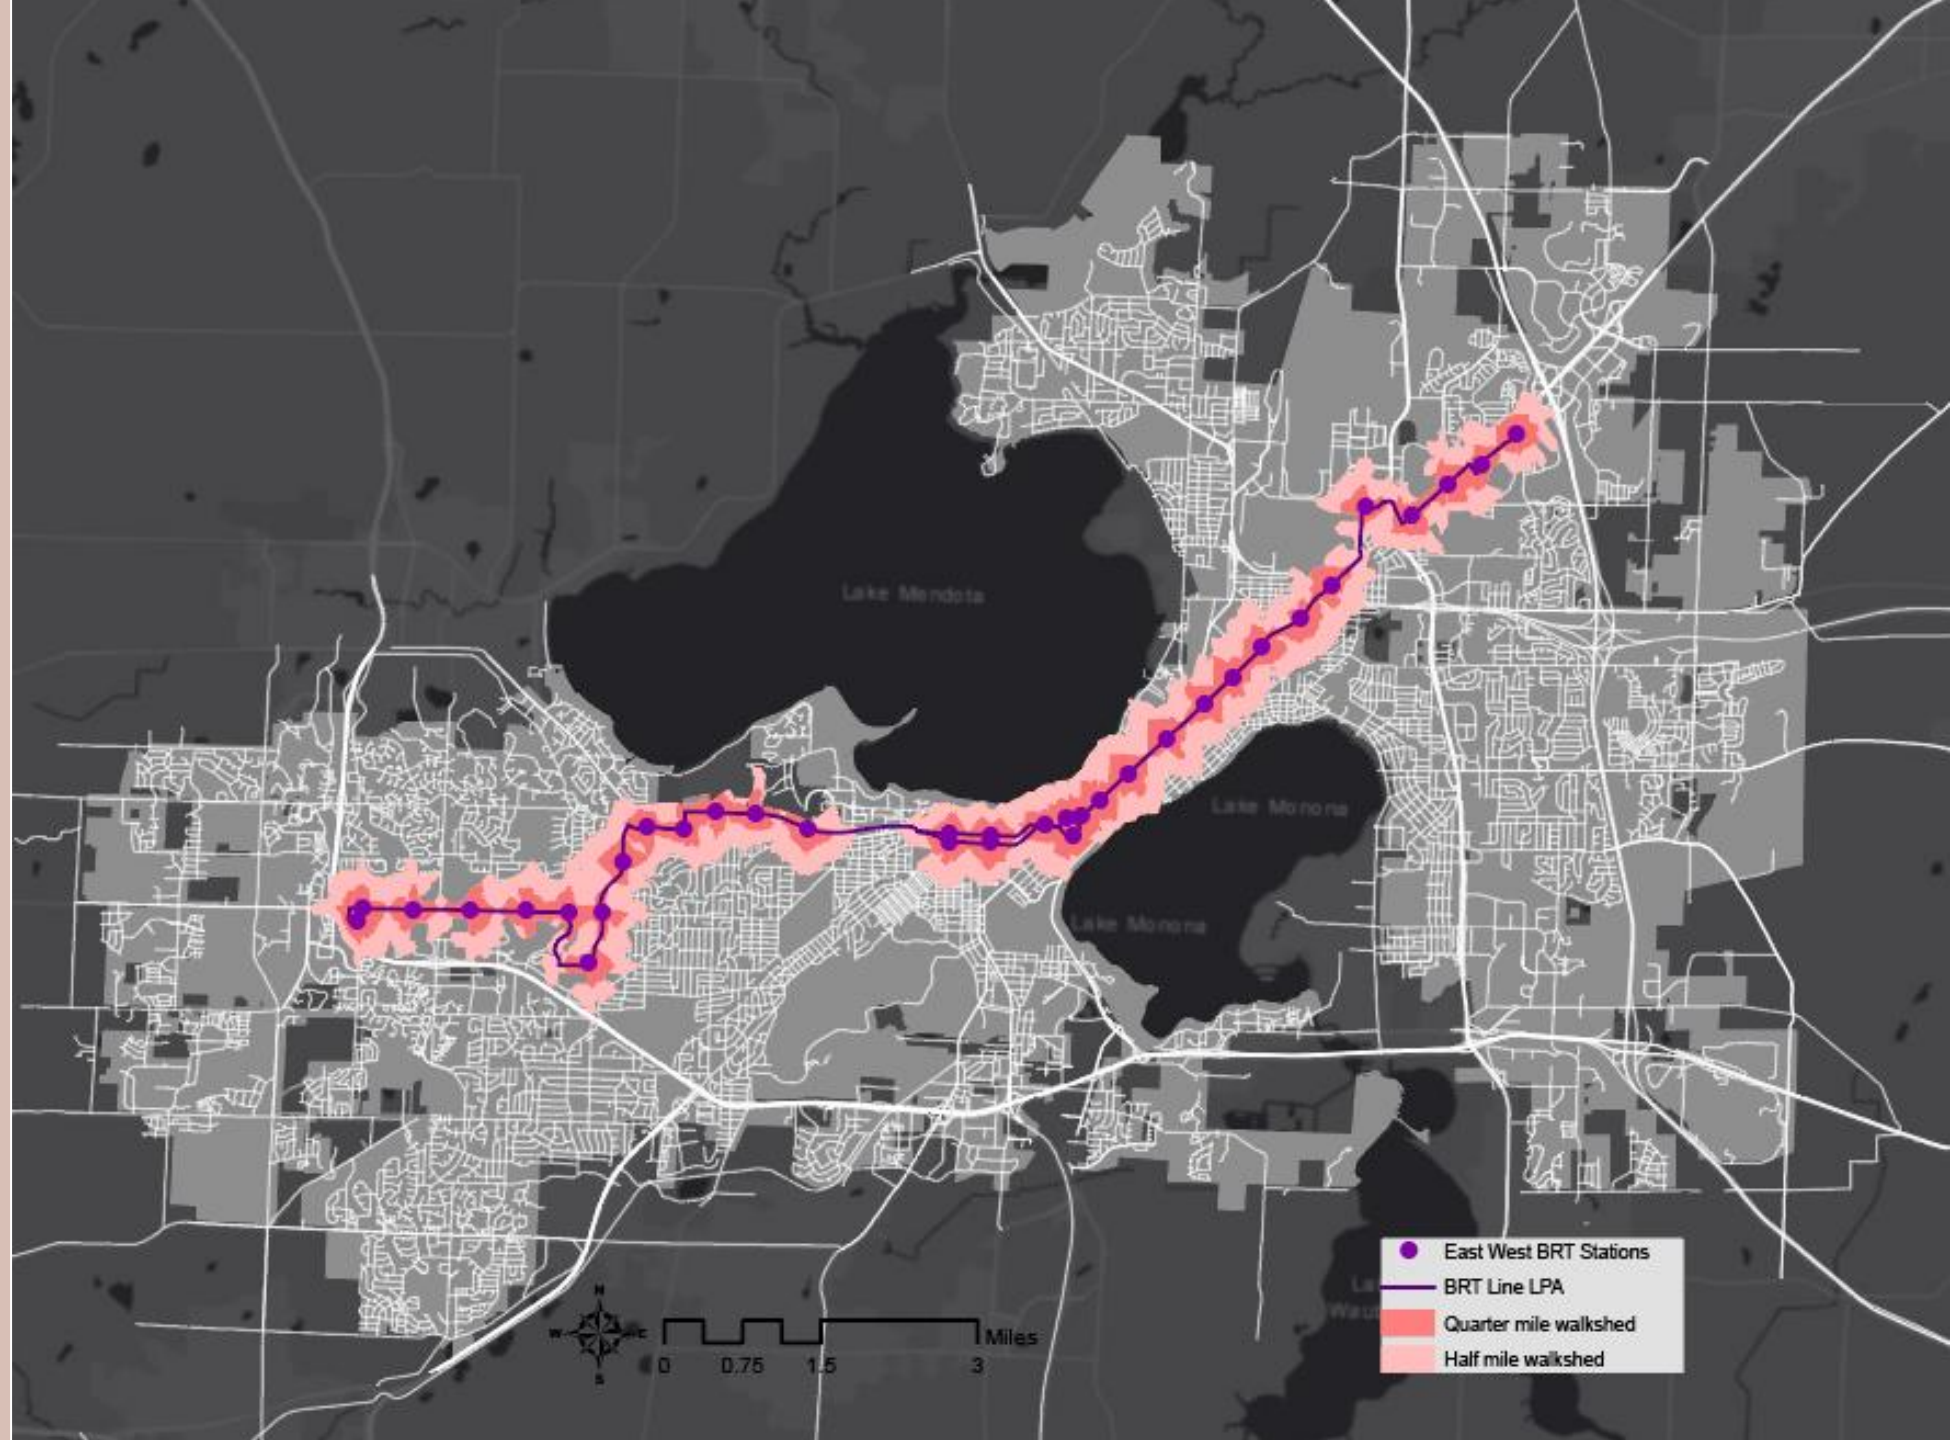 Lake Mendota
Lake Monona
Lake Monona
East West BRT Stations
BRT Line LPA
Quarter mile walkshed
Half mile walkshed
N
W E
S
Miles
0 0.75 1.5 3